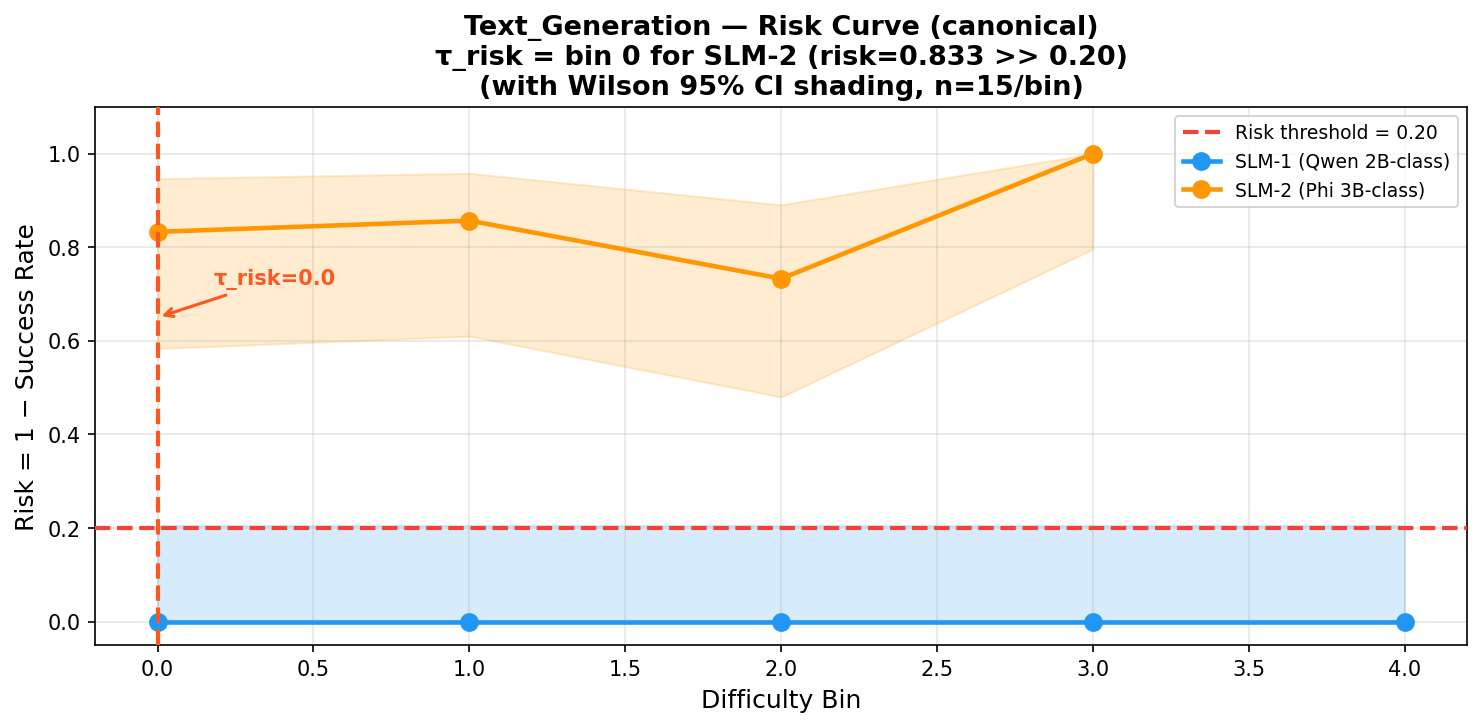 Text_Generation — Risk Curve (canonical)
τ_risk = bin 0 for SLM-2 (risk=0.833 >> 0.20)
(with Wilson 95% CI shading, n=15/bin)
Risk threshold = 0.20
SLM-1 (Qwen 2B-class)
SLM-2 (Phi 3B-class)
τ_risk=0.0
Risk = 1 − Success Rate
1.0
0.8
0.6
0.4
0.2
0.0
0.0 0.5 1.0 1.5 2.0 2.5 3.0 3.5 4.0
Difficulty Bin